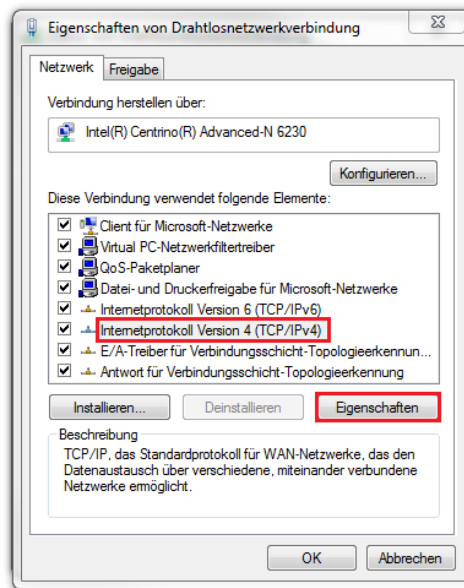 Eigenschaften von Drahtlosnetzwerkverbindung
Netzwerk
Freigabe
Verbindung herstellen über:
Intel(R) Centrino(R) Advanced-N 6230
Konfigurieren...
Diese Verbindung verwendet folgende Elemente:
Client für Microsoft-Netzwerke
Virtual PC-Netzwerkfiltertreiber
QoS-Paketplaner
Datei- und Druckerfreigabe für Microsoft-Netzwerke
Internetprotokoll Version 6 (TCP/IPv6)
Internetprotokoll Version 4 (TCP/IPv4)
E/A-Treiber für Verbindungsschicht-Topologieerkennun...
Antwort für Verbindungsschicht-Topologieerkennung
Installieren...
Deinstallieren
Eigenschaften
Beschreibung
TCP/IP, das Standardprotokoll für WAN-Netzwerke, das den
Datenaustausch über verschiedene, miteinander verbundene
Netzwerke ermöglicht.
OK
Abbrechen